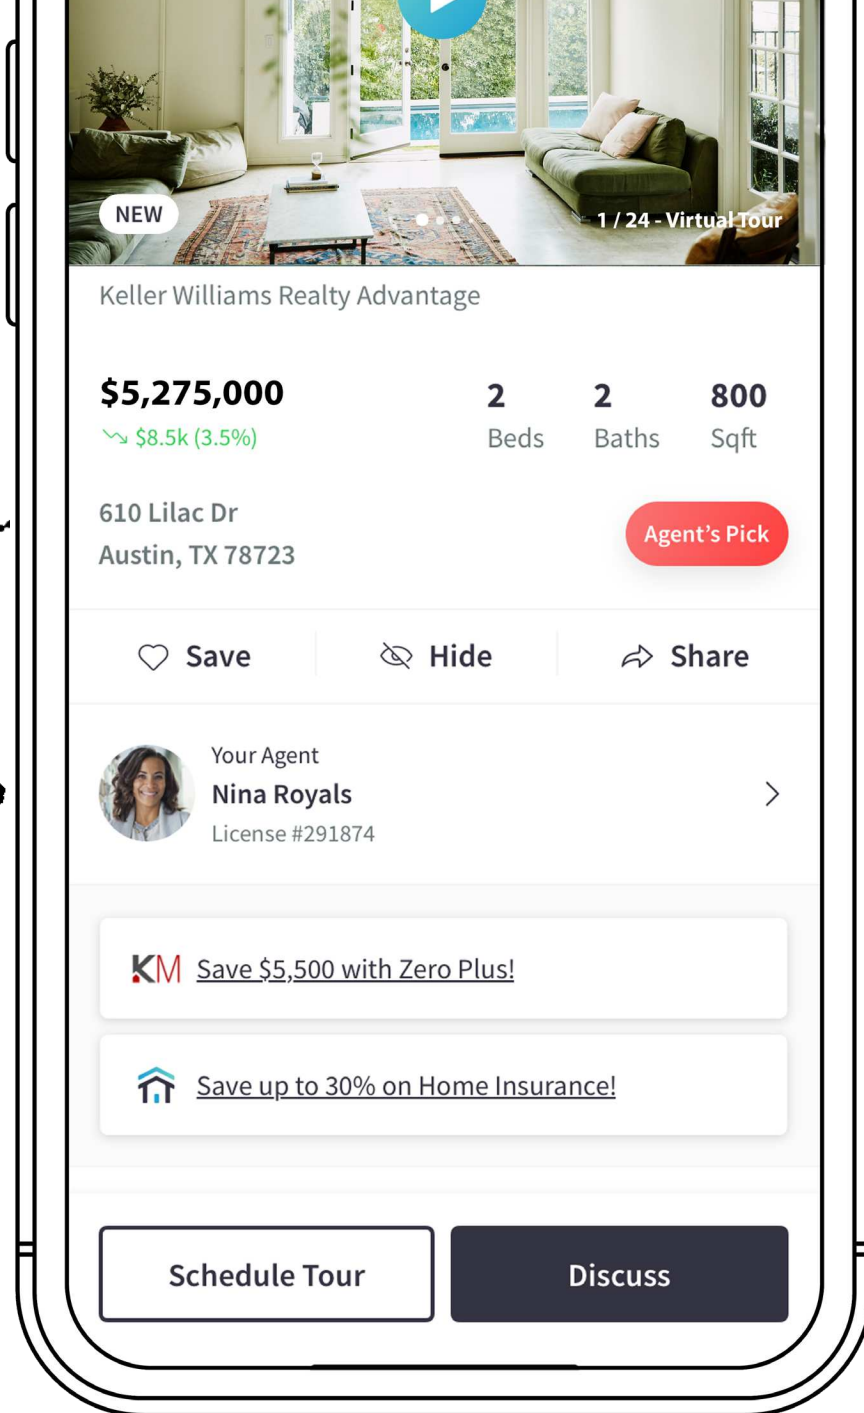 NEW
1 / 24 - Virtual Tour
Keller Williams Realty Advantage
$5,275,000
2
2
800
$8.5k (3.5%)
Beds
Baths
Sqft
610 Lilac Dr
Austin, TX 78723
Agent’s Pick
Save
Hide
Share
Your Agent
Nina Royals
License #291874
KM Save $5,500 with Zero Plus!
Save up to 30% on Home Insurance!
Schedule Tour
Discuss